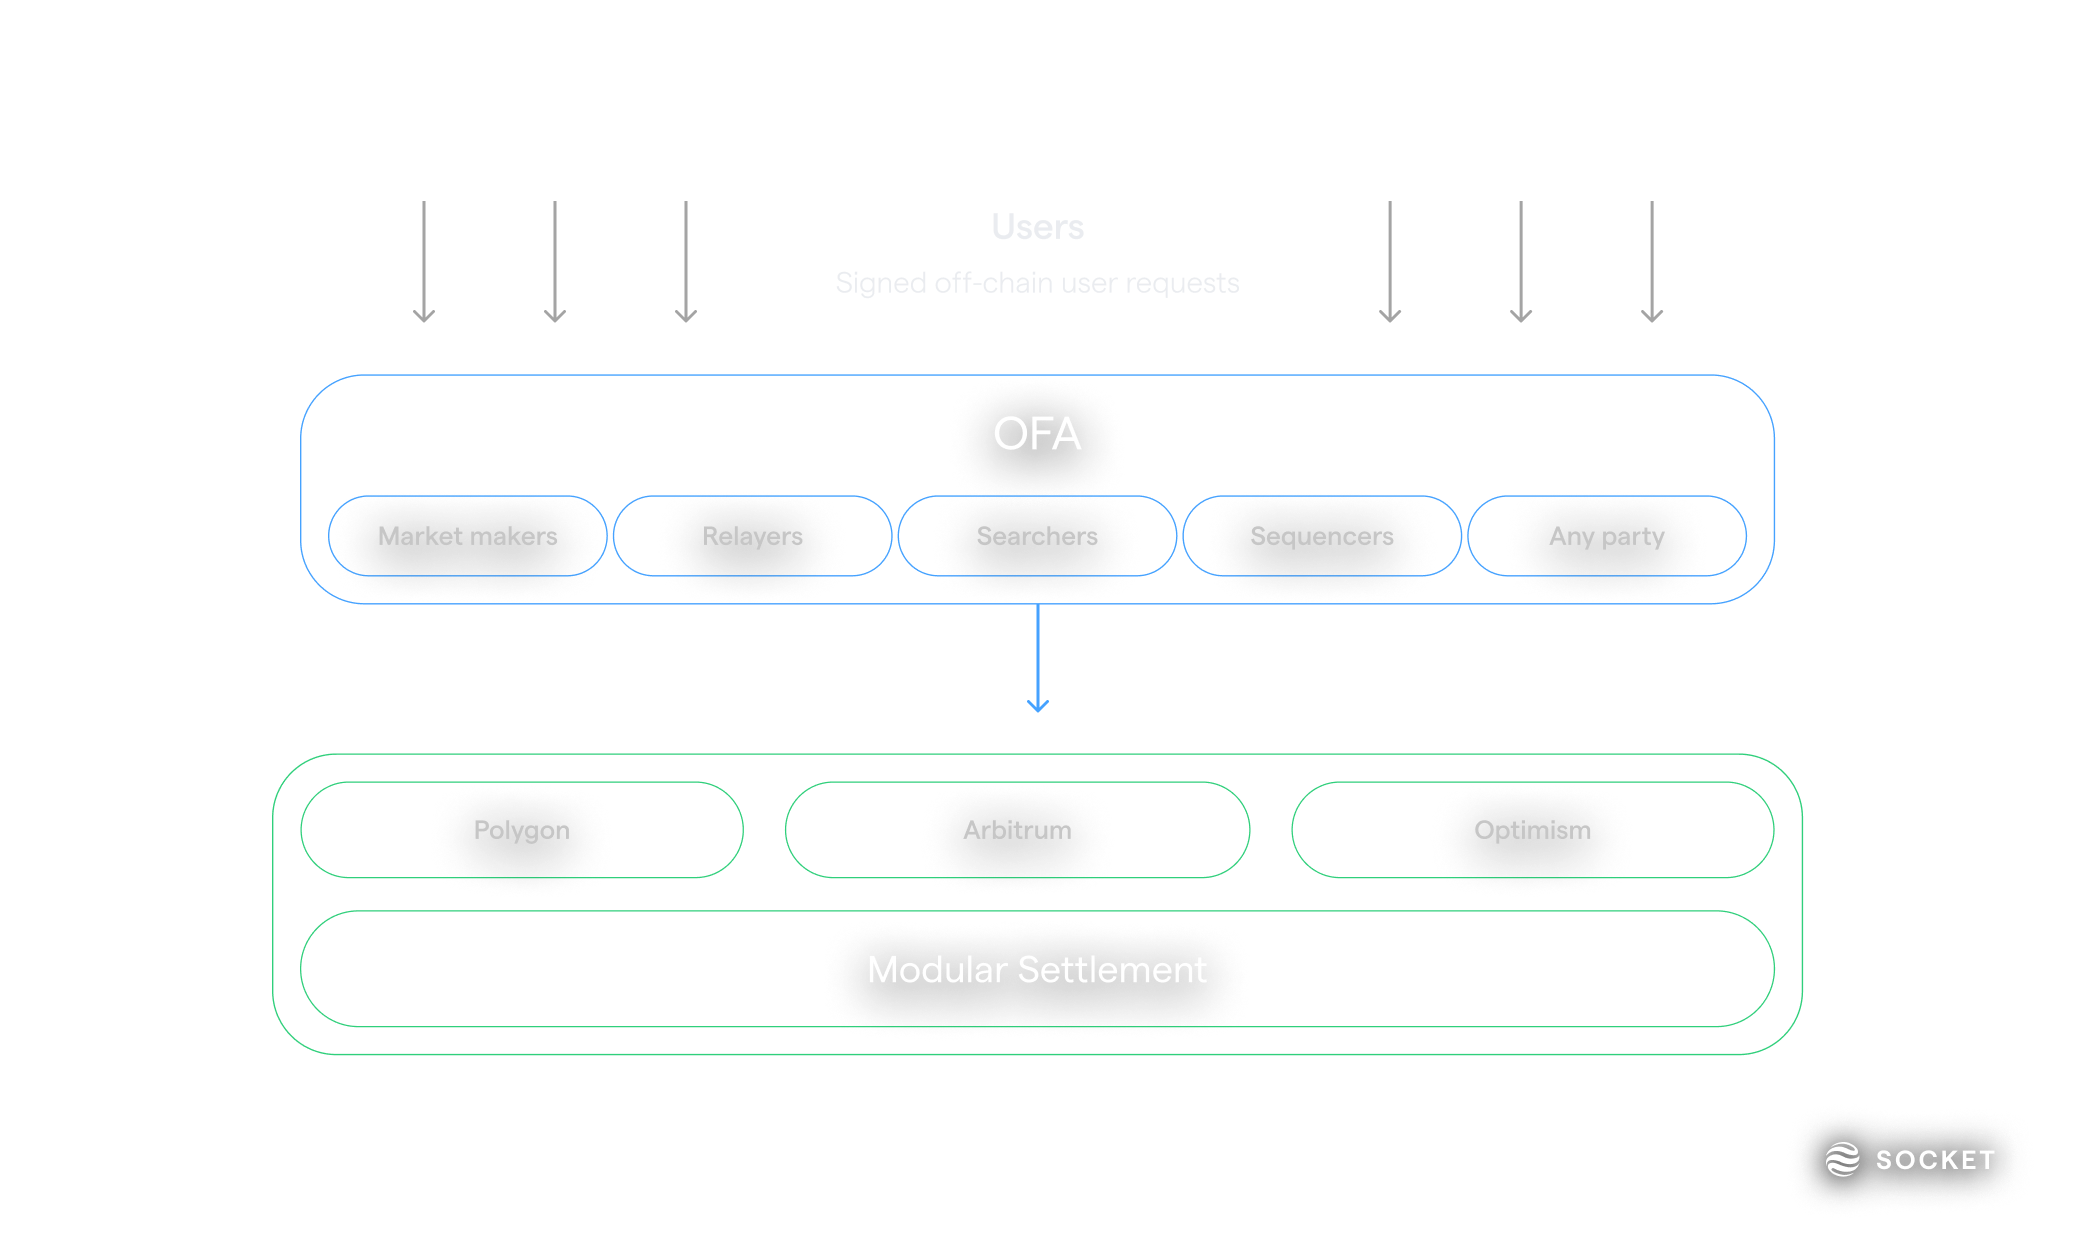 Users
Signed off-chain user requests
OFA
Market makers
Relayers
Searchers
Sequencers
Any party
Polygon
Arbitrum
Optimism
Modular Settlement
SOCKET